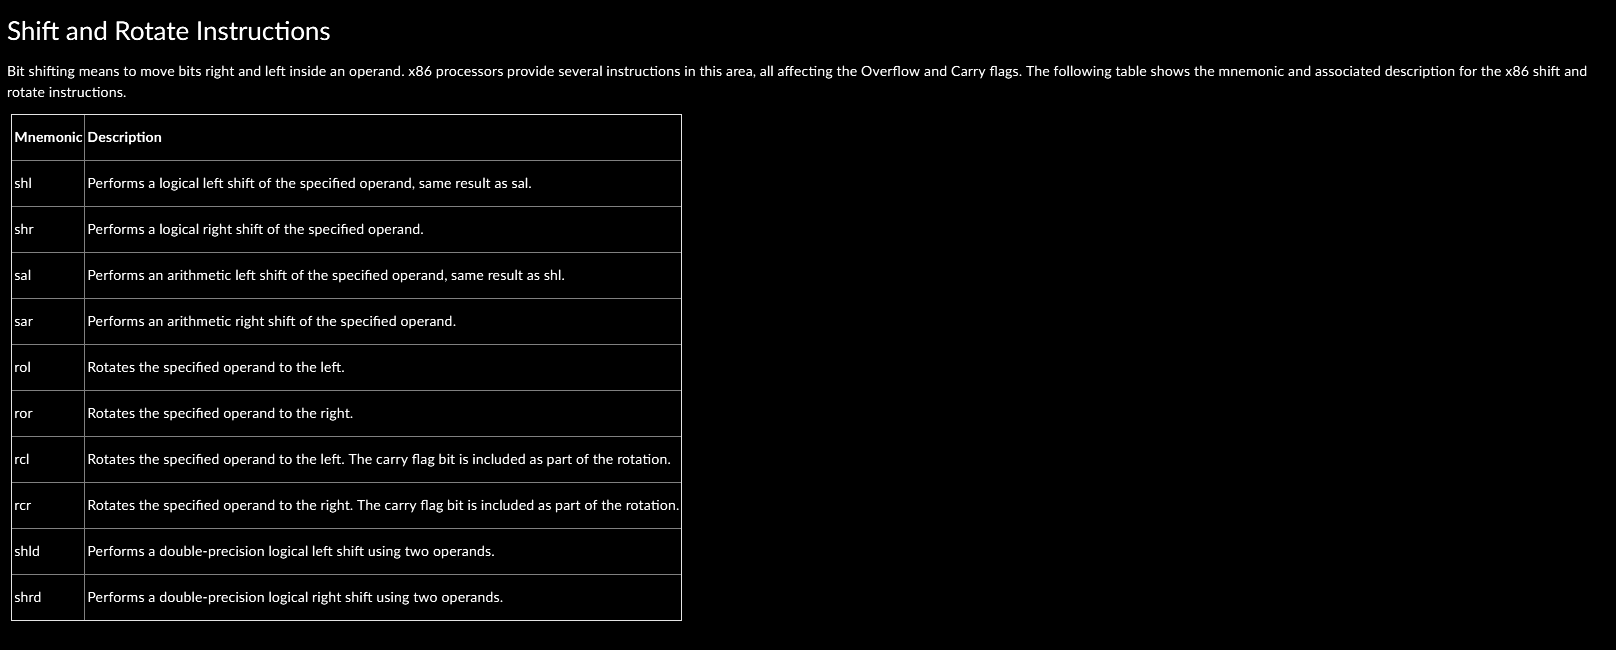 Shift and Rotate Instructions
Bit shifting means to move bits right and left inside an operand. x86 processors provide several instructions in this area, all affecting the Overflow and Carry flags. The following table shows the mnemonic and associated description for the x86 shift and
rotate instructions.
Mnemonic Description
shl Performs a logical left shift of the specified operand, same result as sal.
shr Performs a logical right shift of the specified operand.
sal Performs an arithmetic left shift of the specified operand, same result as shl.
sar Performs an arithmetic right shift of the specified operand.
rol Rotates the specified operand to the left.
ror Rotates the specified operand to the right.
rcl Rotates the specified operand to the left. The carry flag bit is included as part of the rotation.
rcr Rotates the specified operand to the right. The carry flag bit is included as part of the rotation.
shld Performs a double-precision logical left shift using two operands.
shrd Performs a double-precision logical right shift using two operands.